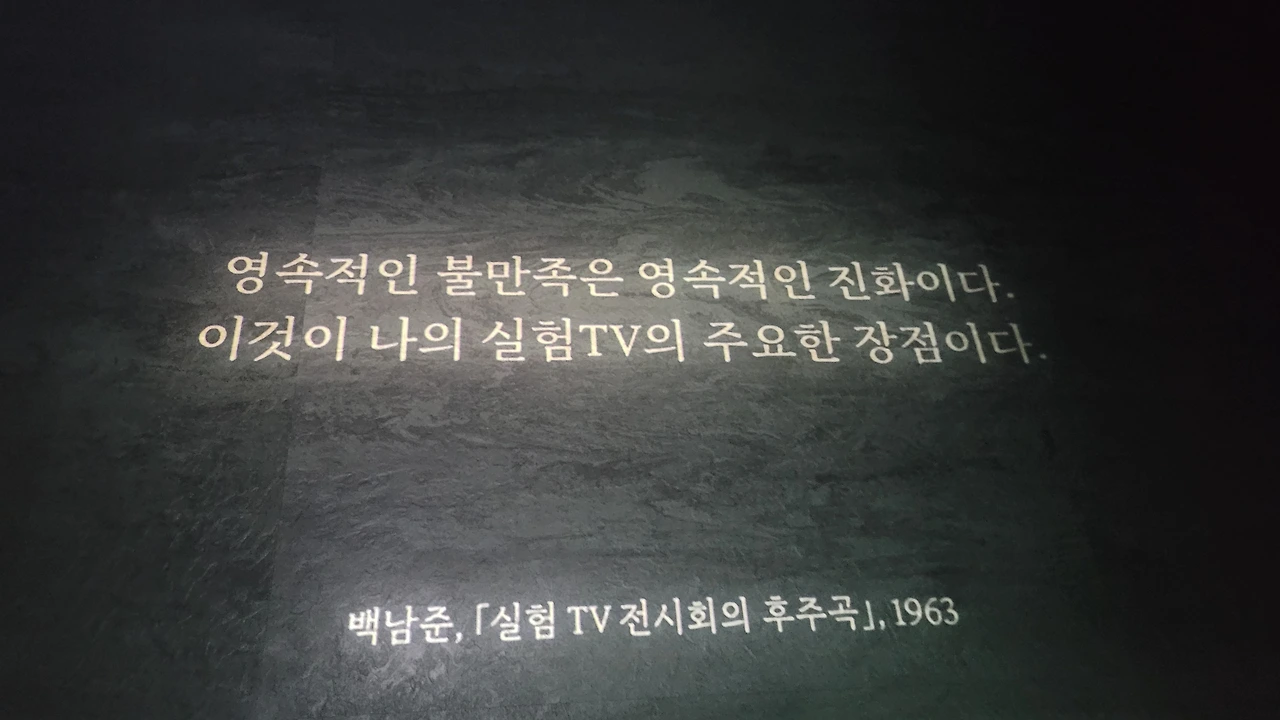 영속적인 불만족은 영속적인 진화이다.
이것이 나의 실험TV의 주요한 장점이다.
백남준, 「실험 TV 전시회의 후주곡」, 1963